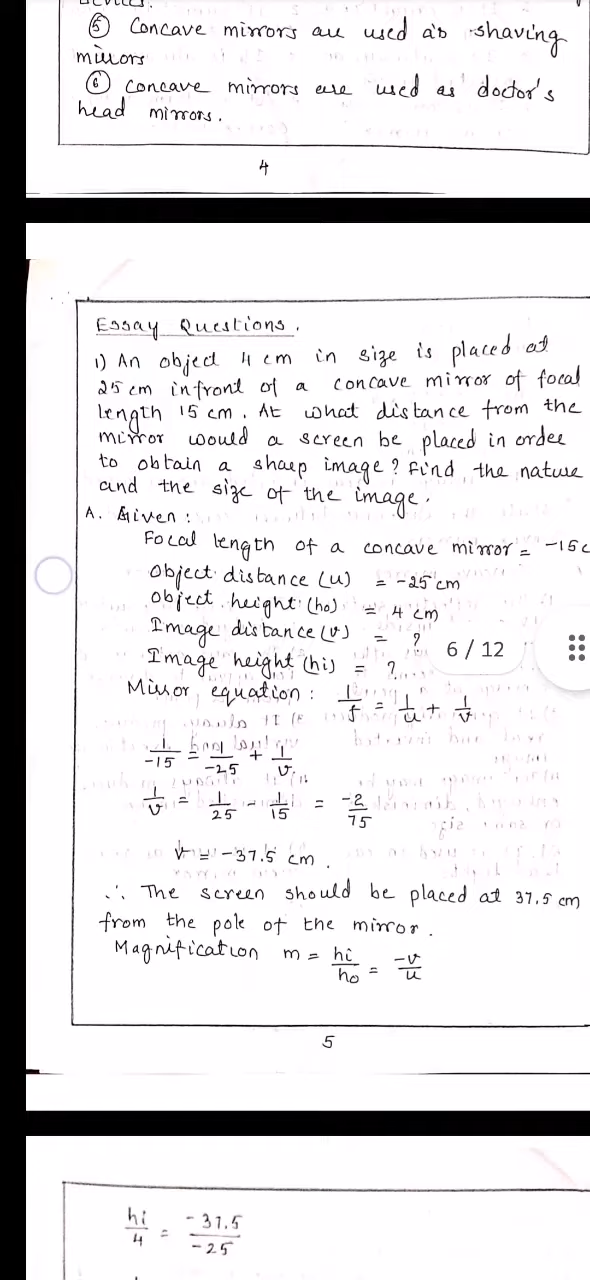 ⑤ Concave mirrors are used as shaving
mirrors
⑥ Concave mirrors are used as doctor's
head mirrors.
4
Essay Questions.
1) An object 4 cm in size is placed at
25 cm infront of a concave mirror of focal
length 15 cm. At what distance from the
mirror would a screen be placed in order
to obtain a sharp image? Find the nature
and the size of the image.
A. Given:
Focal length of a concave mirror = -15c
Object distance (u) = -25 cm
Object height (ho) = 4 cm
Image distance (v) = ?
6 / 12
Image height (hi) = ?
Mirror equation: 1/f = 1/u + 1/v
1/-15 = 1/-25 + 1/v
1/v = 1/25 - 1/15 = -2/75
v = -37.5 cm.
∴ The screen should be placed at 37.5 cm
from the pole of the mirror.
Magnification m = hi/ho = -v/u
5
hi/4 = -37.5/-25